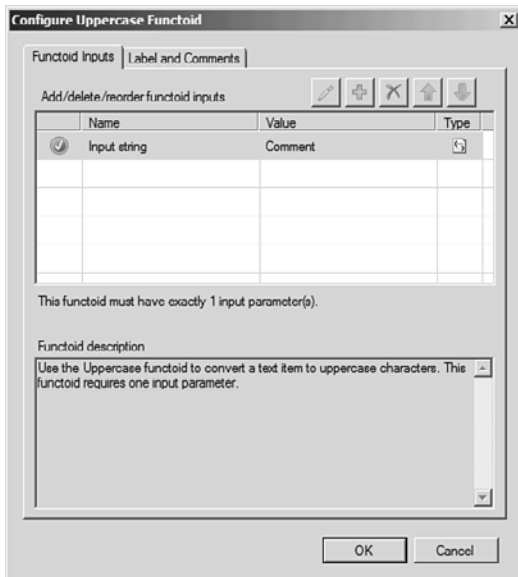 Configure Uppercase Functoid
Functoid Inputs
Label and Comments
Add/delete/reorder functoid inputs
Name
Value
Type
Input string
Comment
This functoid must have exactly 1 input parameter(s).
Functoid description
Use the Uppercase functoid to convert a text item to uppercase characters. This
functoid requires one input parameter.
OK
Cancel